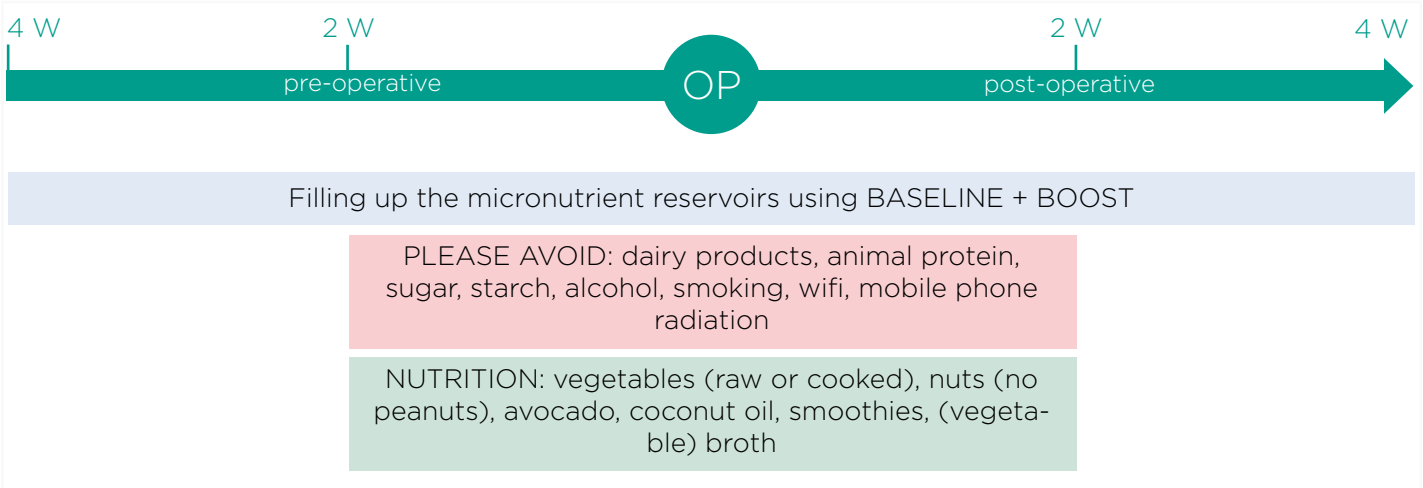 4 W
2 W
2 W
4 W
pre-operative
OP
post-operative
Filling up the micronutrient reservoirs using BASELINE + BOOST
PLEASE AVOID: dairy products, animal protein,
sugar, starch, alcohol, smoking, wifi, mobile phone
radiation
NUTRITION: vegetables (raw or cooked), nuts (no
peanuts), avocado, coconut oil, smoothies, (vegeta-
ble) broth